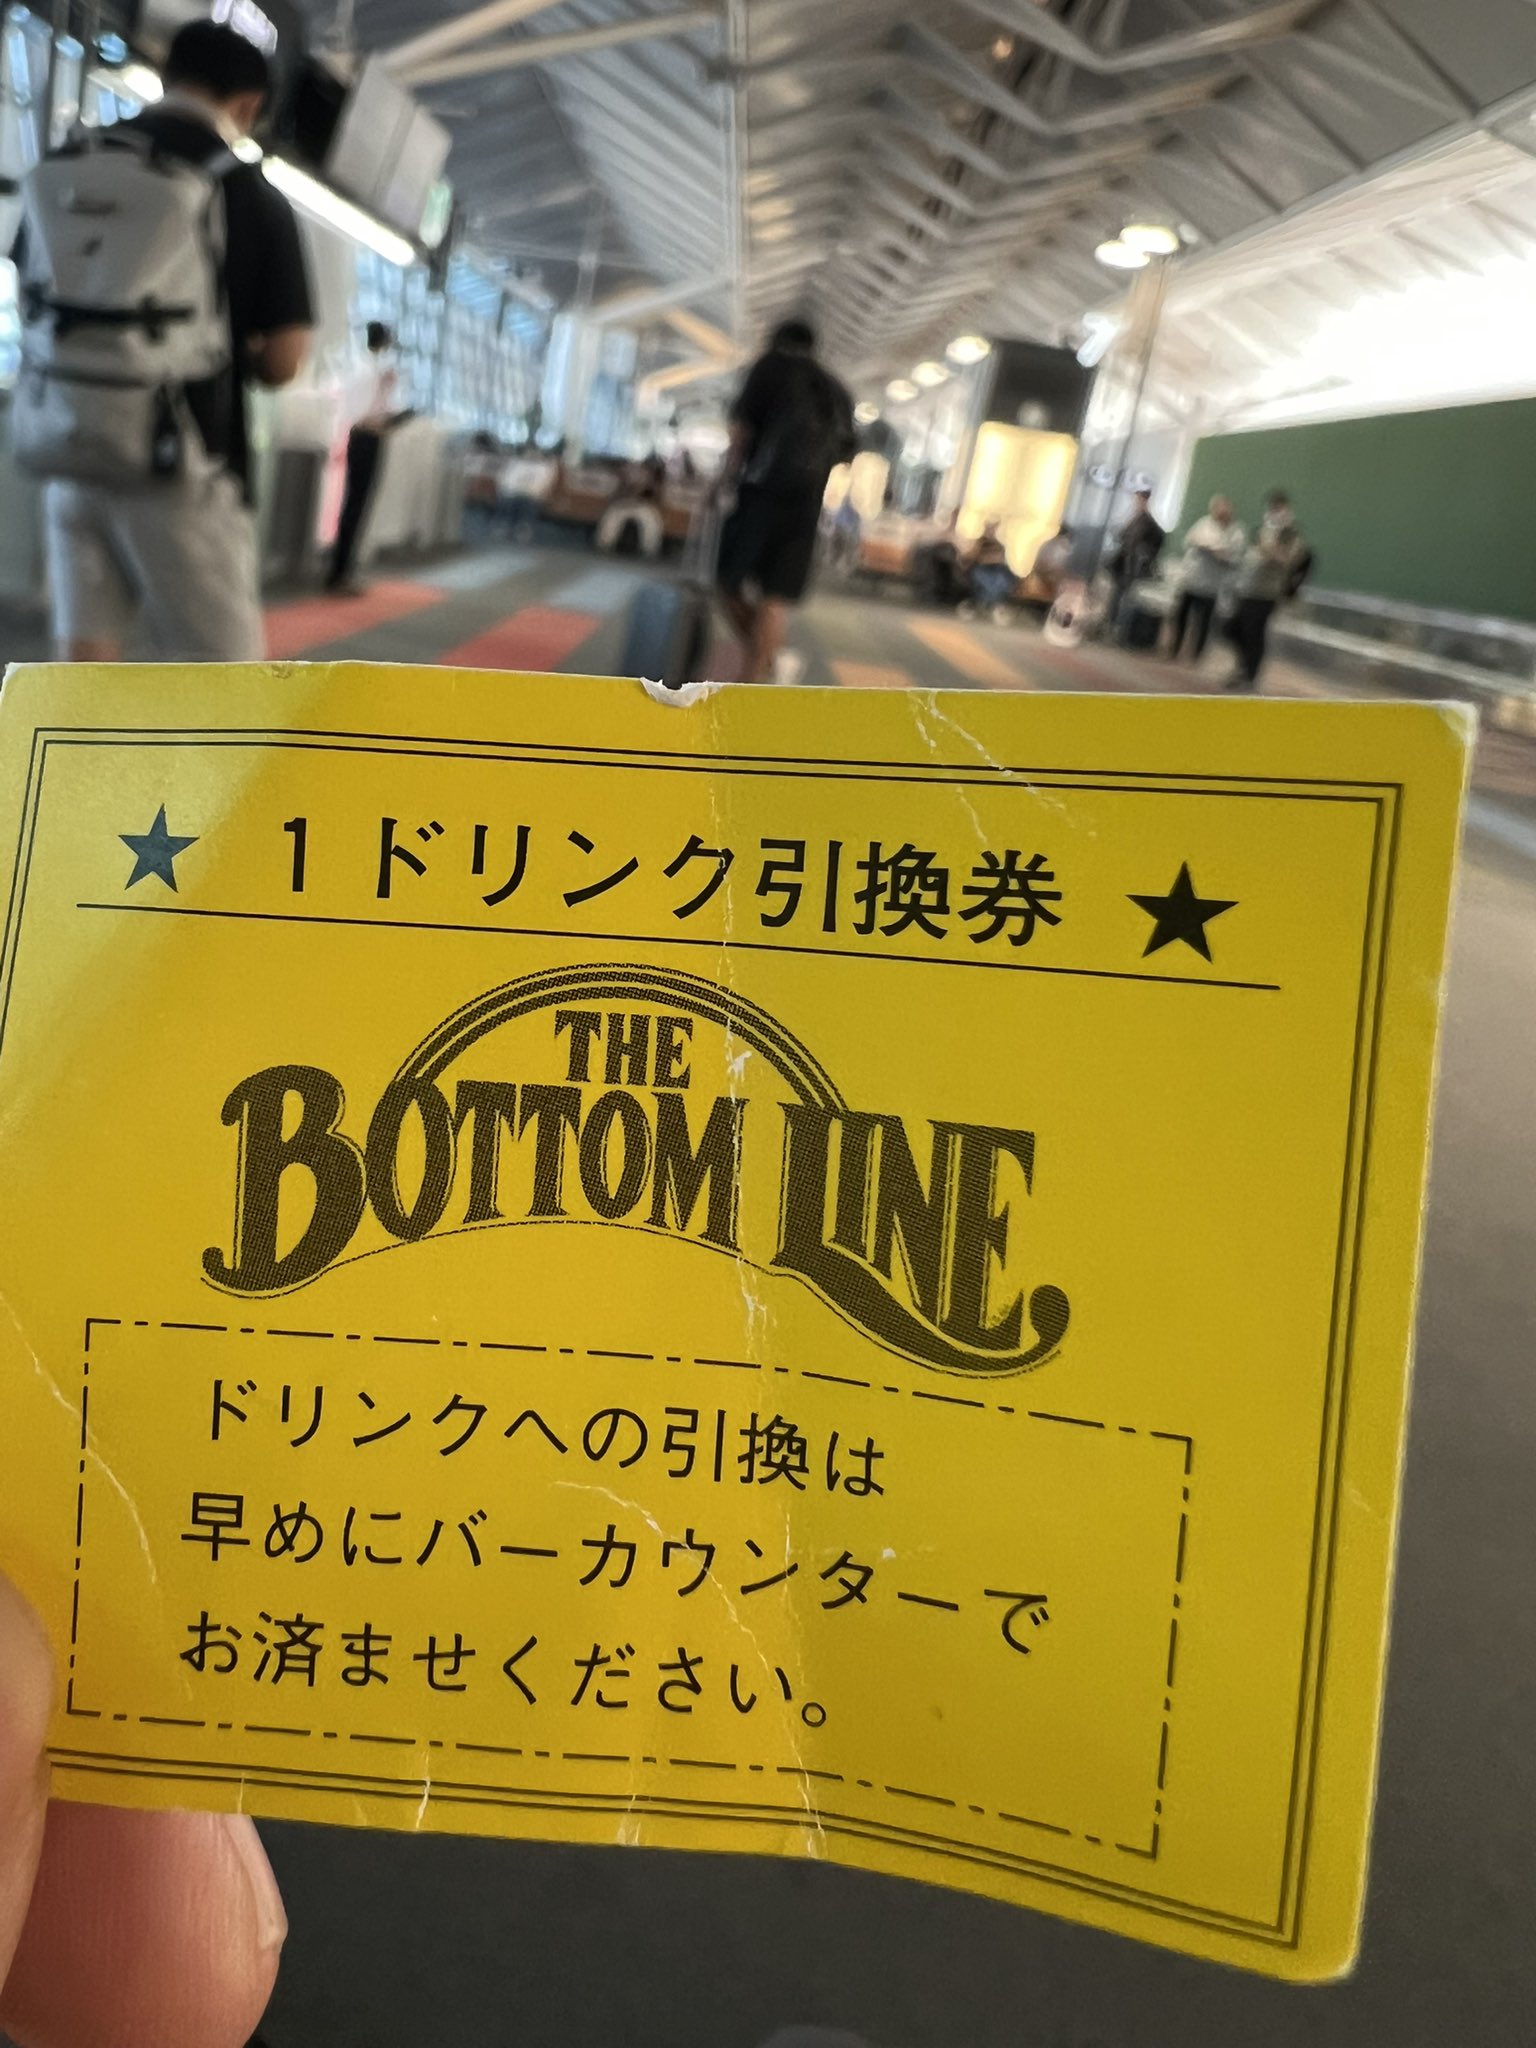 ★ 1ドリンク引換券 ★
THE
BOTTOM LINE
ドリンクへの引換は
早めにバーカウンターで
お済ませください。